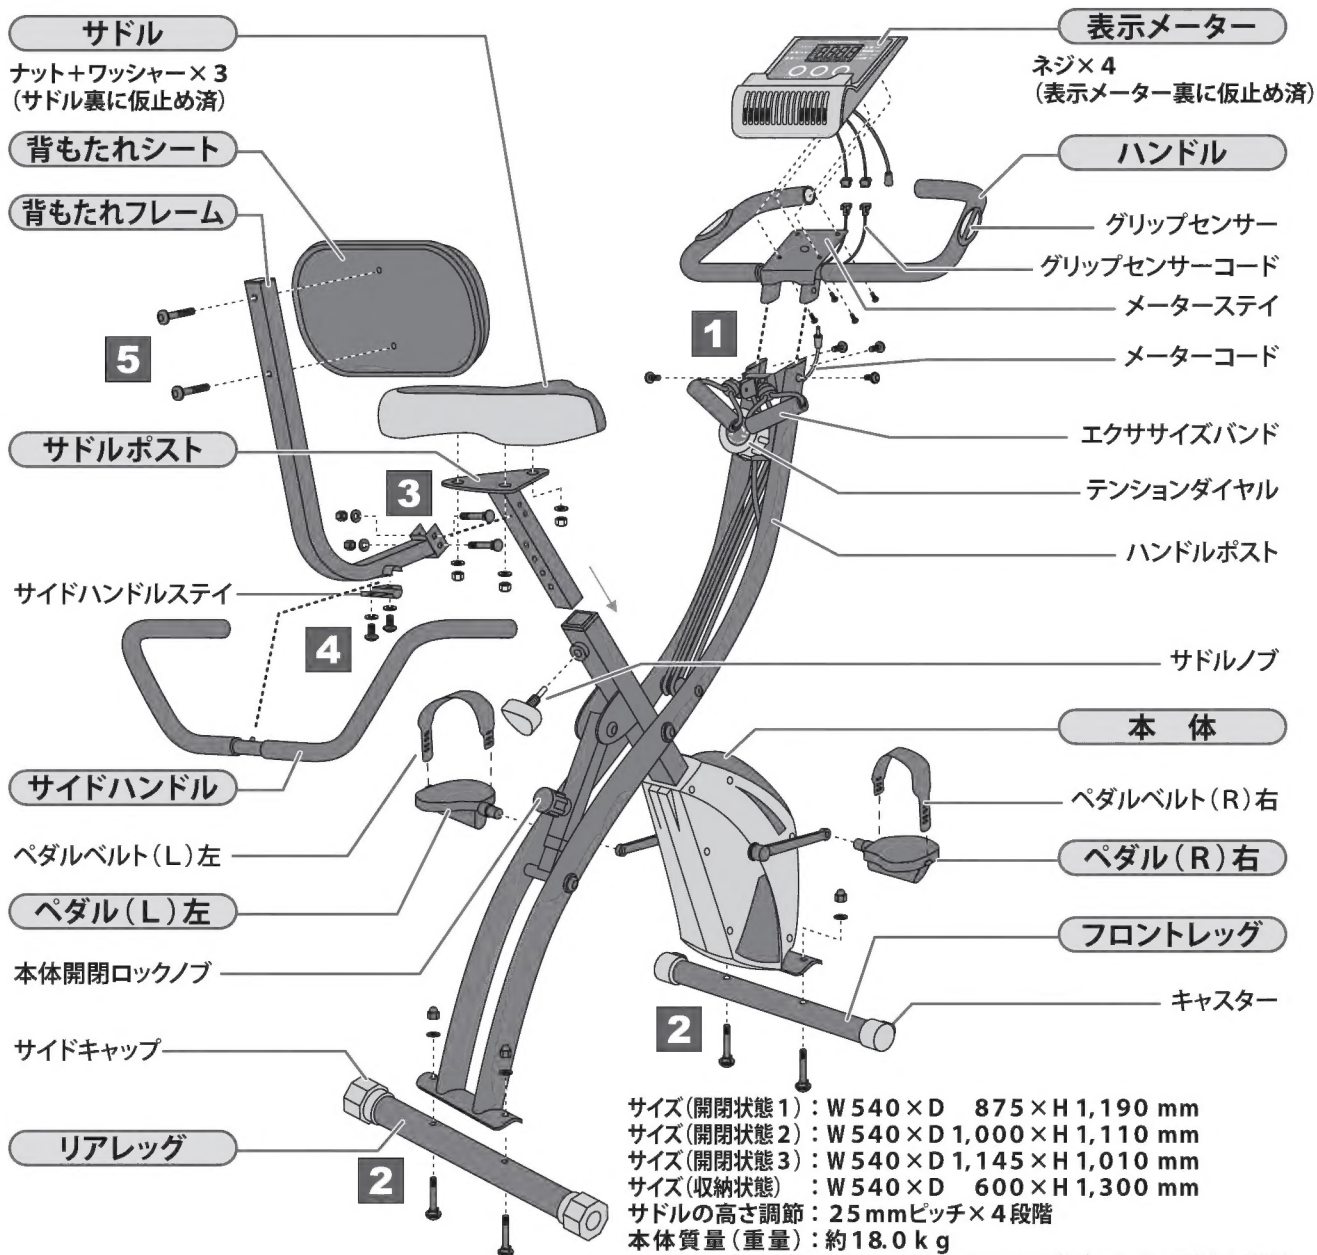 サドル
ナット＋ワッシャー×3
（サドル裏に仮止め済）
背もたれシート
背もたれフレーム
5
サドルポスト
3
サイドハンドルステイ
4
サイドハンドル
ペダルベルト（L）左
ペダル（L）左
本体開閉ロックノブ
サイドキャップ
リアレッグ
2
表示メーター
ネジ×4
（表示メーター裏に仮止め済）
ハンドル
グリップセンサー
グリップセンサーコード
メーターステイ
1
メーターコード
エクササイズバンド
テンションダイヤル
ハンドルポスト
サドルノブ
本 体
ペダルベルト（R）右
ペダル（R）右
フロントレッグ
キャスター
2
サイズ（開閉状態1）：W540×D 875×H1,190 mm
サイズ（開閉状態2）：W540×D1,000×H1,110 mm
サイズ（開閉状態3）：W540×D1,145×H1,010 mm
サイズ（収納状態）：W540×D 600×H1,300 mm
サドルの高さ調節：25mmピッチ×4段階
本体質量（重量）：約18.0kg